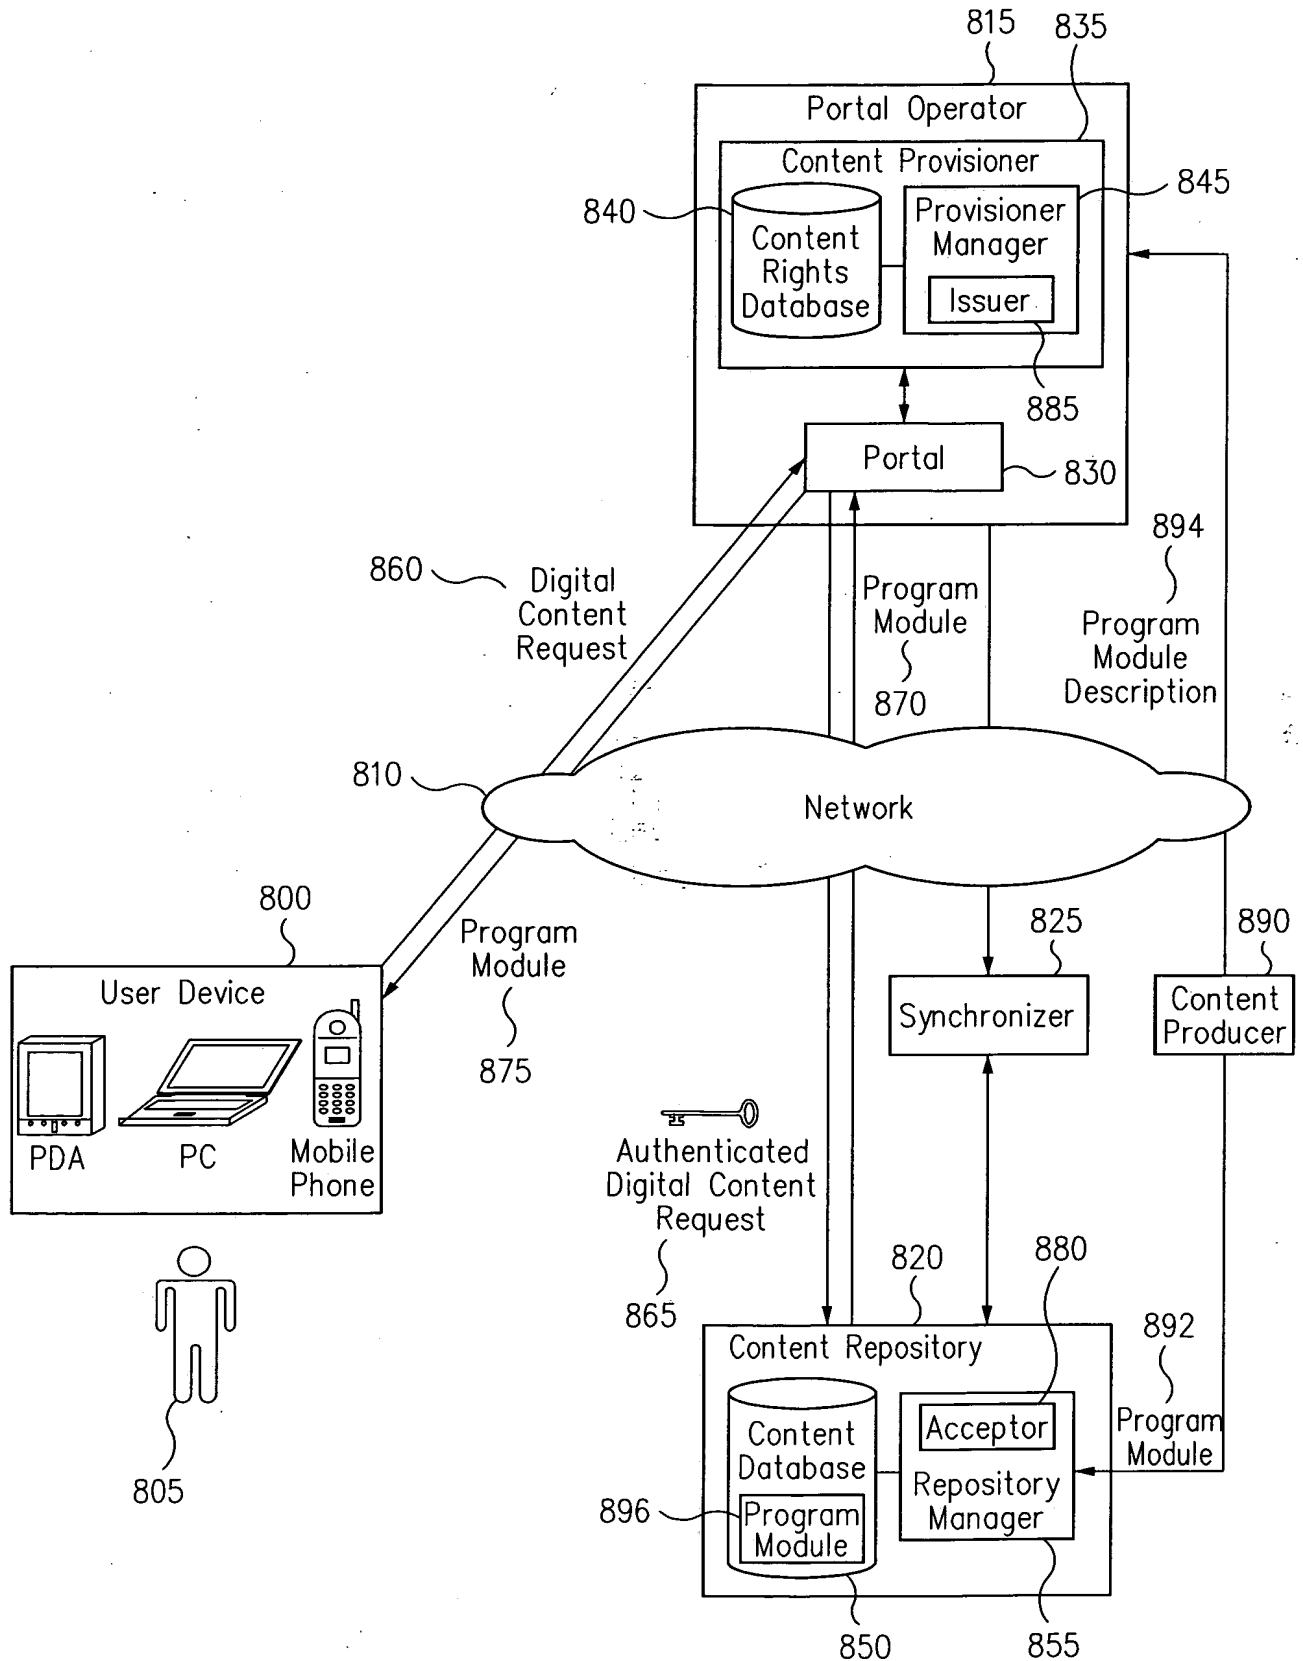 815 835
Portal Operator
Content Provisioner
840
845
Content
Rights
Database
Provisioner
Manager
Issuer
885
Portal
830
860
Digital
Content
Request
Program
Module
870
894
Program
Module
Description
810
Network
800
User Device
PDA
PC
Mobile
Phone
805
Program
Module
875
825
Synchronizer
890
Content
Producer
Authenticated
Digital Content
Request
865
820
880
Content Repository
892
Program
Module
Content
Database
896
Program
Module
Acceptor
Repository
Manager
850
855